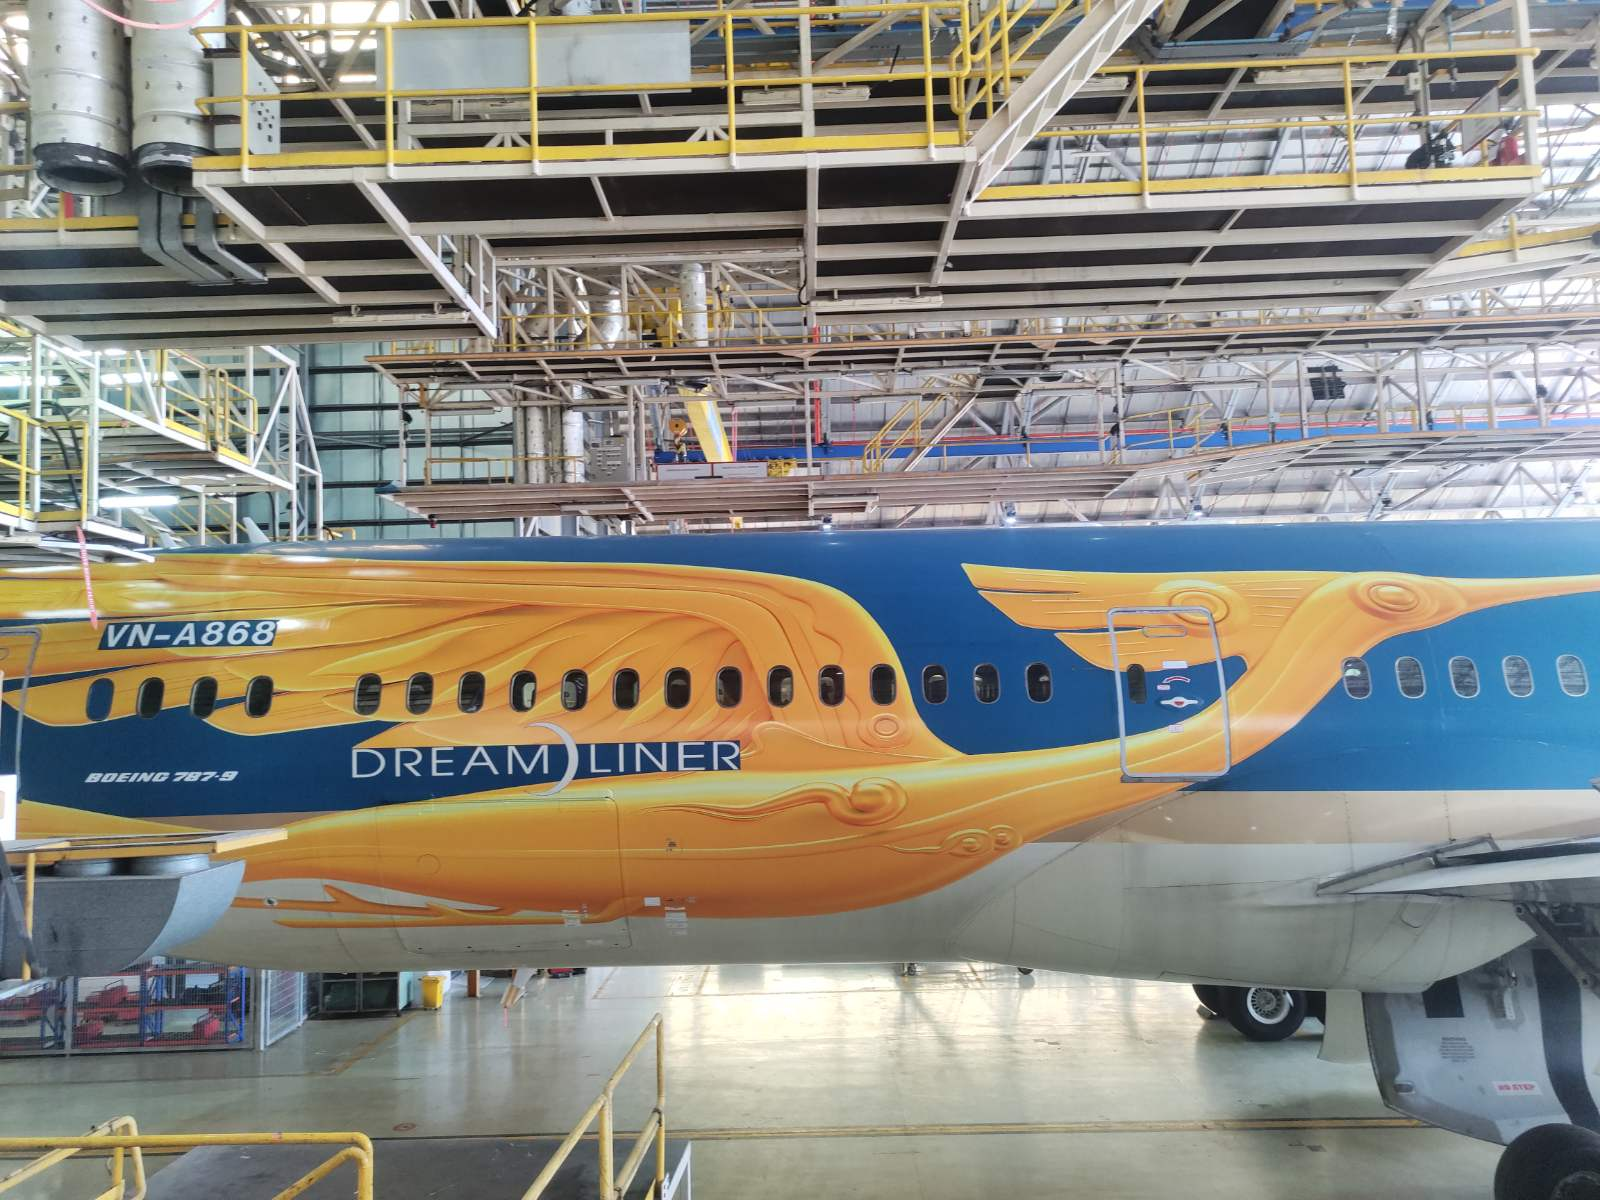 VN-A868
DREAMLINER
BOEING 787-9
NO STEP